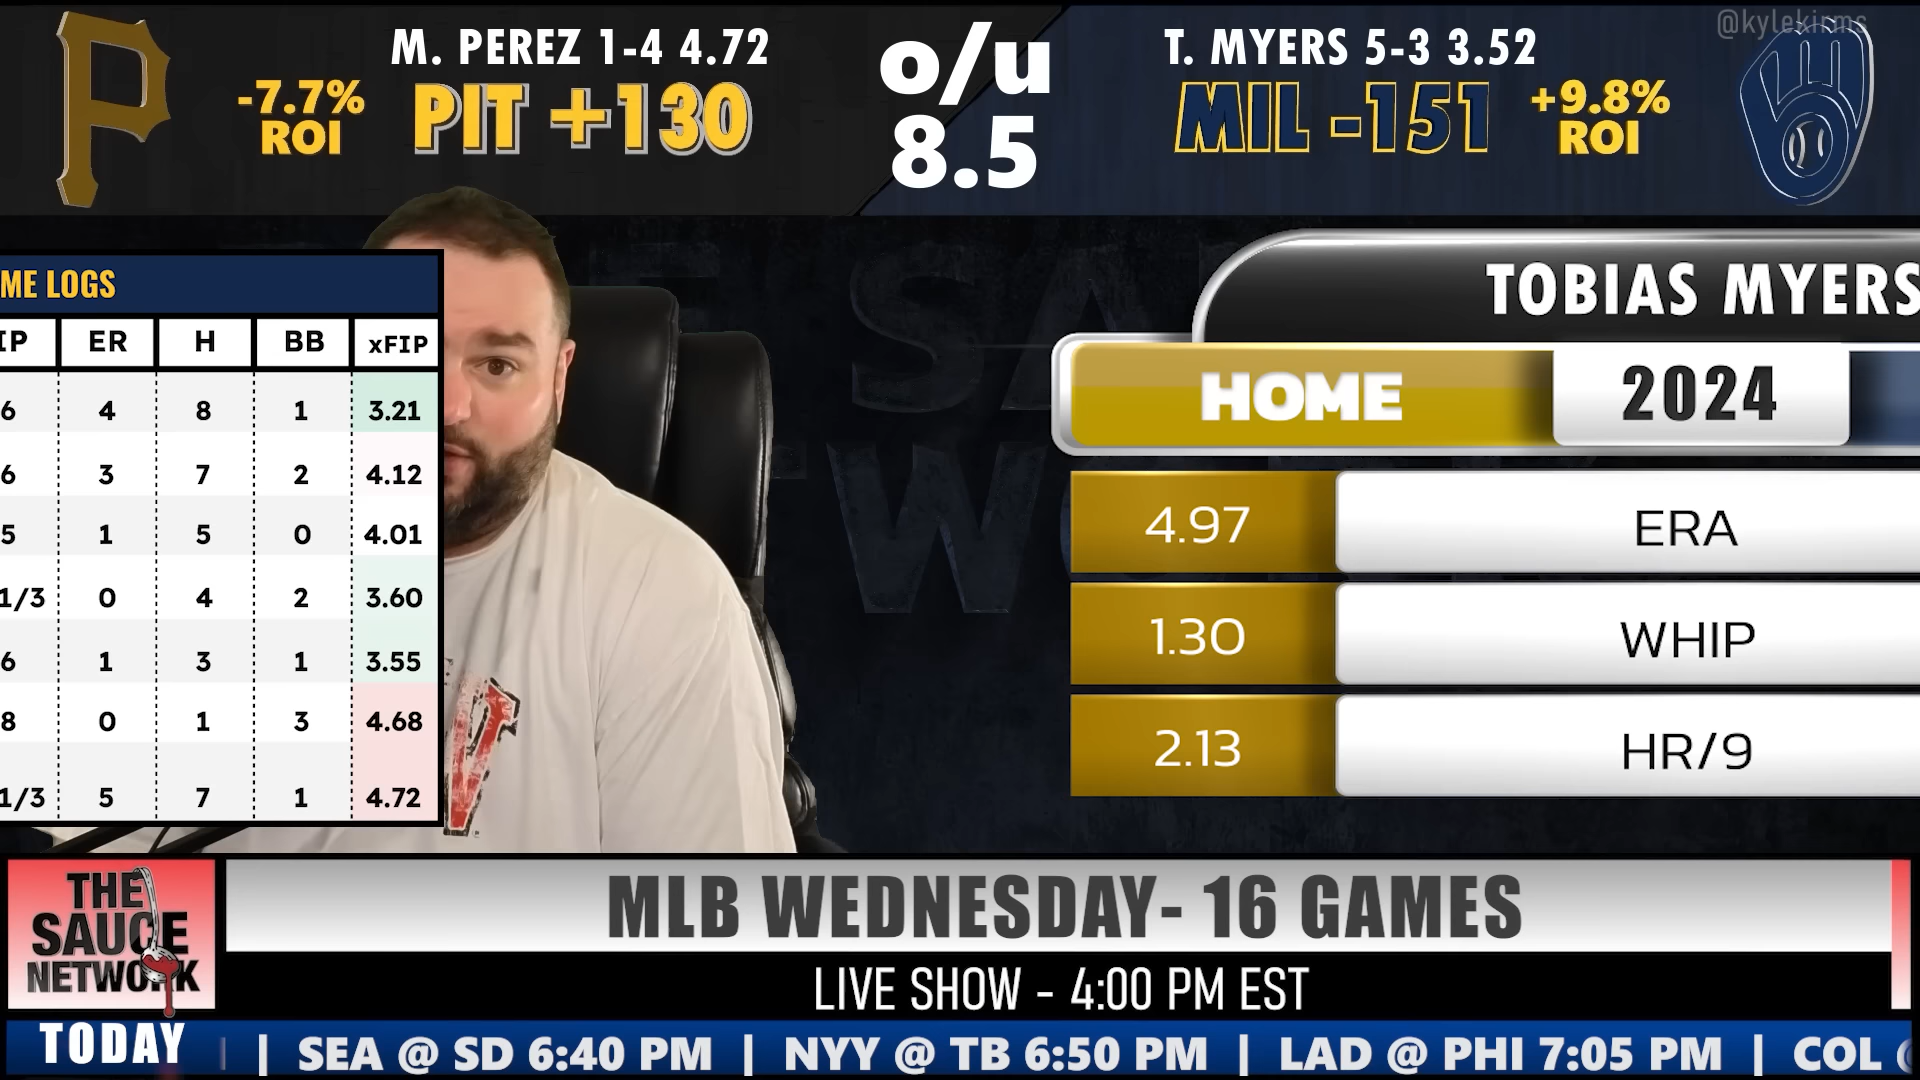 @kylekirms
M. PEREZ 1-4 4.72
-7.7%
ROI
PIT +130
o/u
8.5
T. MYERS 5-3 3.52
MIL -151
+9.8%
ROI
ME LOGS
IP ER H BB xFIP
6 4 8 1 3.21
6 3 7 2 4.12
5 1 5 0 4.01
1/3 0 4 2 3.60
6 1 3 1 3.55
8 0 1 3 4.68
1/3 5 7 1 4.72
TOBIAS MYERS
HOME 2024
4.97 ERA
1.30 WHIP
2.13 HR/9
THE
SAUCE
NETWORK
MLB WEDNESDAY- 16 GAMES
LIVE SHOW - 4:00 PM EST
TODAY | SEA @ SD 6:40 PM | NYY @ TB 6:50 PM | LAD @ PHI 7:05 PM | COL @